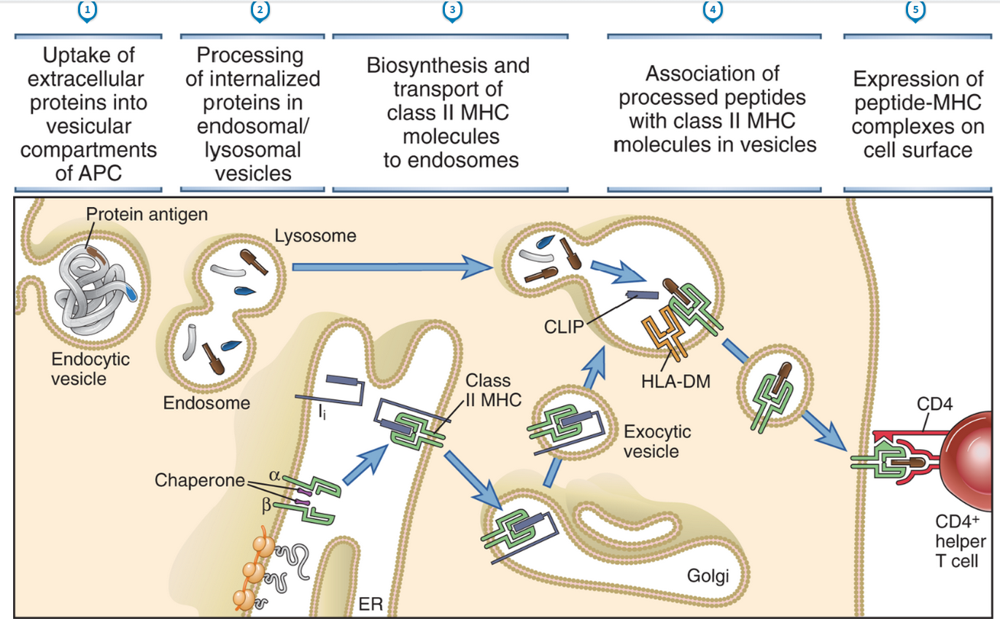 1
2
3
4
5
Uptake of
extracellular
proteins into
vesicular
compartments
of APC
Processing
of internalized
proteins in
endosomal/
lysosomal
vesicles
Biosynthesis and
transport of
class II MHC
molecules
to endosomes
Association of
processed peptides
with class II MHC
molecules in vesicles
Expression of
peptide-MHC
complexes on
cell surface
Protein antigen
Lysosome
Endocytic
vesicle
Endosome
CLIP
HLA-DM
Class
II MHC
Ii
Exocytic
vesicle
CD4
Chaperone
α
β
CD4+
helper
T cell
Golgi
ER